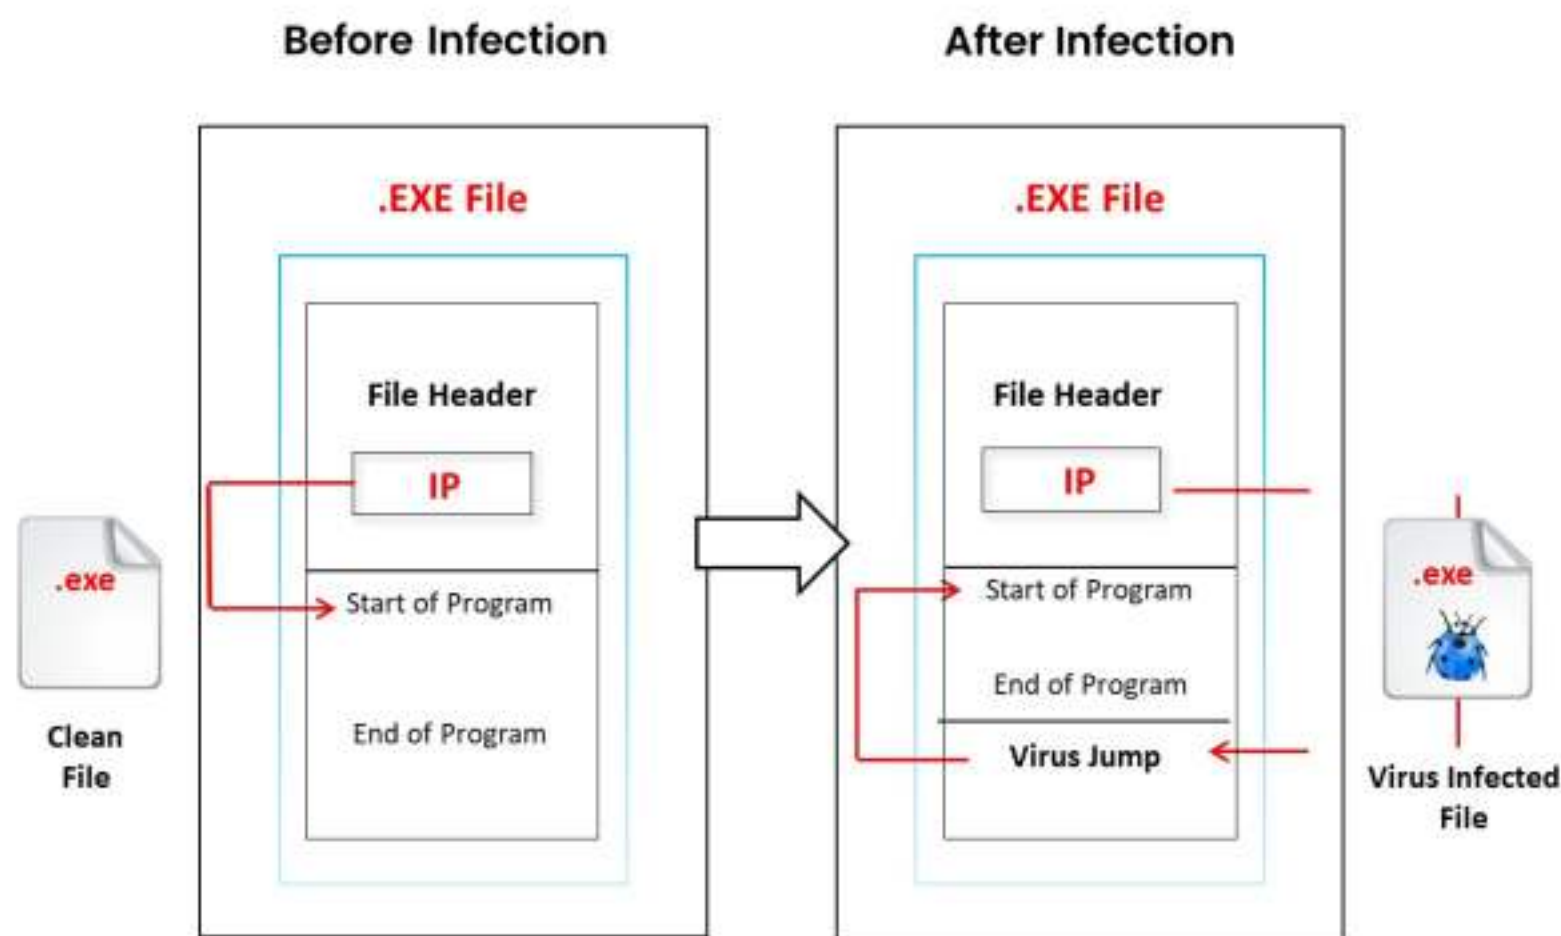 Before Infection
After Infection
.EXE File
File Header
IP
Start of Program
End of Program
.exe
Clean
File
.EXE File
File Header
IP
Start of Program
End of Program
Virus Jump
.exe
Virus Infected
File